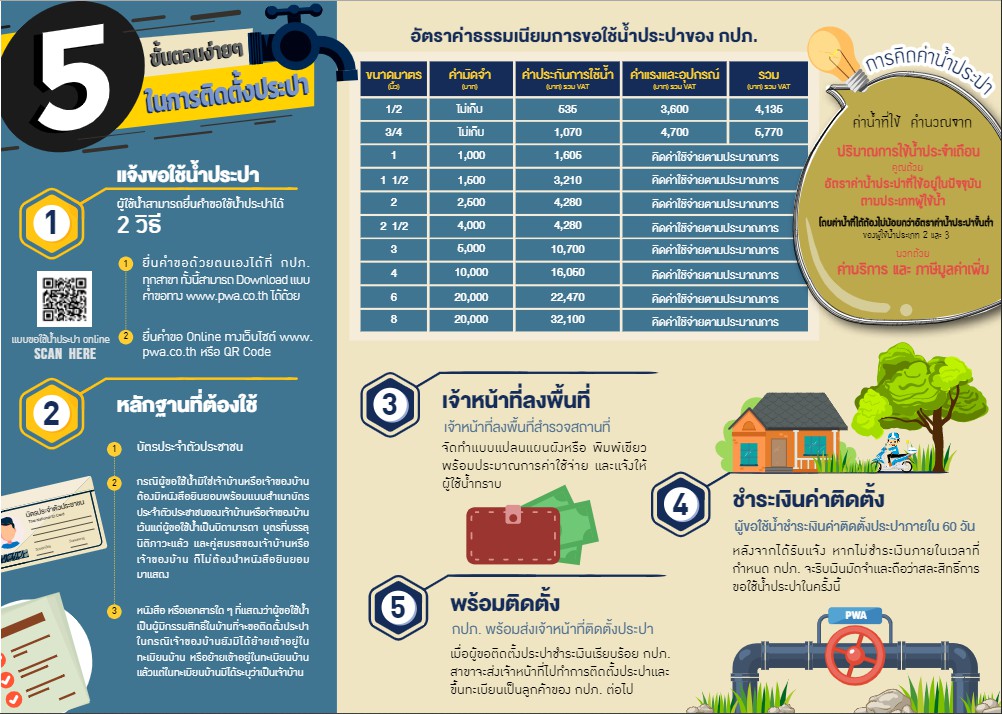 5
ขั้นตอนง่ายๆ
ในการติดตั้งประปา
1
แจ้งขอใช้น้ำประปา
ผู้ใช้น้ำสามารถยื่นคำขอใช้น้ำประปาได้
2 วิธี
1 ยื่นคำขอด้วยตนเองได้ที่ กปภ.
ทุกสาขา ทั้งนี้สามารถ Download แบบ
คำขอทาง www.pwa.co.th ได้ด้วย
แบบขอใช้น้ำประปา online
SCAN HERE
2 ยื่นคำขอ Online ทางเว็บไซต์ www.
pwa.co.th หรือ QR Code
2
หลักฐานที่ต้องใช้
1 บัตรประจำตัวประชาชน
2 กรณีผู้ขอใช้น้ำมิใช่เจ้าบ้านหรือเจ้าของบ้าน
ต้องมีหนังสือยินยอมพร้อมแนบสำเนาบัตร
ประจำตัวประชาชนของเจ้าบ้านหรือเจ้าของบ้าน
เว้นแต่ผู้ขอใช้น้ำเป็นบิดามารดา บุตรที่บรรลุ
นิติภาวะแล้ว และคู่สมรสของเจ้าบ้านหรือ
เจ้าของบ้าน ก็ไม่ต้องนำหนังสือยินยอม
มาแสดง
บัตรประจำตัวประชาชน
3 หนังสือ หรือเอกสารใด ๆ ที่แสดงว่าผู้ขอใช้น้ำ
เป็นผู้มีกรรมสิทธิ์ในบ้านที่จะขอติดตั้งประปา
ในกรณีเจ้าของบ้านยังมิได้ย้ายเข้าอยู่ใน
ทะเบียนบ้าน หรือย้ายเข้าอยู่ในทะเบียนบ้าน
แล้วแต่ในทะเบียนบ้านมิได้ระบุว่าเป็นเจ้าบ้าน
อัตราค่าธรรมเนียมการขอใช้น้ำประปาของ กปภ.
ขนาดมาตร ค่ามัดจำ ค่าประกันการใช้น้ำ ค่าแรงและอุปกรณ์ รวม
(นิ้ว) (บาท) (บาท) รวม VAT (บาท) รวม VAT (บาท) รวม VAT
1/2 ไม่เก็บ 535 3,600 4,135
3/4 ไม่เก็บ 1,070 4,700 5,770
1 1,000 1,605 คิดค่าใช้จ่ายตามประมาณการ
1 1/2 1,500 3,210 คิดค่าใช้จ่ายตามประมาณการ
2 2,500 4,280 คิดค่าใช้จ่ายตามประมาณการ
2 1/2 4,000 4,280 คิดค่าใช้จ่ายตามประมาณการ
3 5,000 10,700 คิดค่าใช้จ่ายตามประมาณการ
4 10,000 16,050 คิดค่าใช้จ่ายตามประมาณการ
6 20,000 22,470 คิดค่าใช้จ่ายตามประมาณการ
8 20,000 32,100 คิดค่าใช้จ่ายตามประมาณการ
การคิดค่าน้ำประปา
ค่าน้ำที่ใช้ คำนวณจาก
ปริมาณการใช้น้ำประจำเดือน
คูณด้วย
อัตราค่าน้ำประปาที่ใช้อยู่ในปัจจุบัน
ตามประเภทผู้ใช้น้ำ
โดยค่าน้ำที่ได้ต้องไม่น้อยกว่าอัตราค่าน้ำประปาขั้นต่ำ
ของผู้ใช้น้ำประเภท 2 และ 3
บวกด้วย
ค่าบริการ และ ภาษีมูลค่าเพิ่ม
3
เจ้าหน้าที่ลงพื้นที่
เจ้าหน้าที่ลงพื้นที่สำรวจสถานที่
จัดทำแบบแปลนแผนผังหรือ พิมพ์เขียว
พร้อมประมาณการค่าใช้จ่าย และแจ้งให้
ผู้ใช้น้ำทราบ
4
ชำระเงินค่าติดตั้ง
ผู้ขอใช้น้ำชำระเงินค่าติดตั้งประปาภายใน 60 วัน
หลังจากได้รับแจ้ง หากไม่ชำระเงินภายในเวลาที่
กำหนด กปภ. จะริบเงินมัดจำและถือว่าสละสิทธิ์การ
ขอใช้น้ำประปาในครั้งนี้
5
พร้อมติดตั้ง
กปภ. พร้อมส่งเจ้าหน้าที่ติดตั้งประปา
เมื่อผู้ขอติดตั้งประปาชำระเงินเรียบร้อย กปภ.
สาขาจะส่งเจ้าหน้าที่ไปทำการติดตั้งประปาและ
ขึ้นทะเบียนเป็นลูกค้าของ กปภ. ต่อไป
PWA